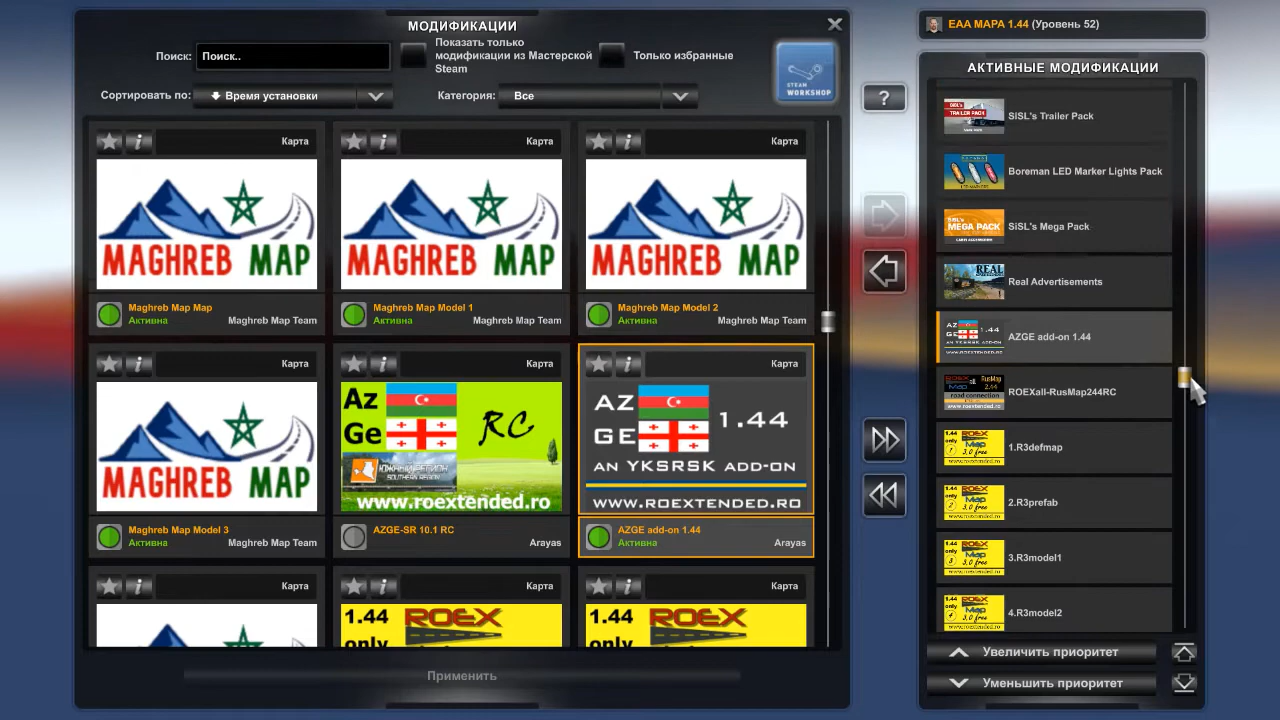 МОДИФИКАЦИИ
Поиск:
Поиск..
Показать только
модификации из Мастерской
Steam
Только избранные
STEAM
WORKSHOP
Сортировать по:
Время установки
Категория:
Все
Карта
Карта
Карта
MAGHREB MAP
MAGHREB MAP
MAGHREB MAP
Maghreb Map Map
Активна
Maghreb Map Team
Maghreb Map Model 1
Активна
Maghreb Map Team
Maghreb Map Model 2
Активна
Maghreb Map Team
Карта
Карта
Карта
MAGHREB MAP
Az
Ge
RC
ЮЖНЫЙ РЕГИОН
SOUTHERN REGION
www.roextended.ro
AZ
GE
1.44
AN YKSRSK ADD-ON
WWW.ROEXTENDED.RO
Maghreb Map Model 3
Активна
Maghreb Map Team
AZGE-SR 10.1 RC
Arayas
AZGE add-on 1.44
Активна
Arayas
Карта
Карта
Карта
1.44
only
ROEX
1.44
only
ROEX
Применить
?
EAA MAPA 1.44 (Уровень 52)
АКТИВНЫЕ МОДИФИКАЦИИ
SiSL's Trailer Pack
Boreman LED Marker Lights Pack
SiSL's Mega Pack
Real Advertisements
AZGE add-on 1.44
ROEXall-RusMap244RC
1.R3defmap
2.R3prefab
3.R3model1
4.R3model2
Увеличить приоритет
Уменьшить приоритет